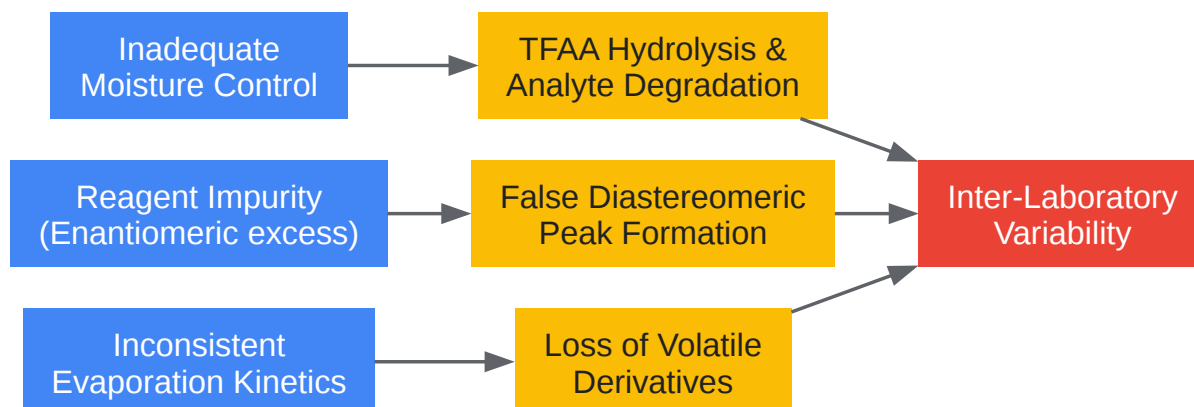 Inadequate
Moisture Control
TFAA Hydrolysis &
Analyte Degradation
Reagent Impurity
(Enantiomeric excess)
False Diastereomeric
Peak Formation
Inter-Laboratory
Variability
Inconsistent
Evaporation Kinetics
Loss of Volatile
Derivatives